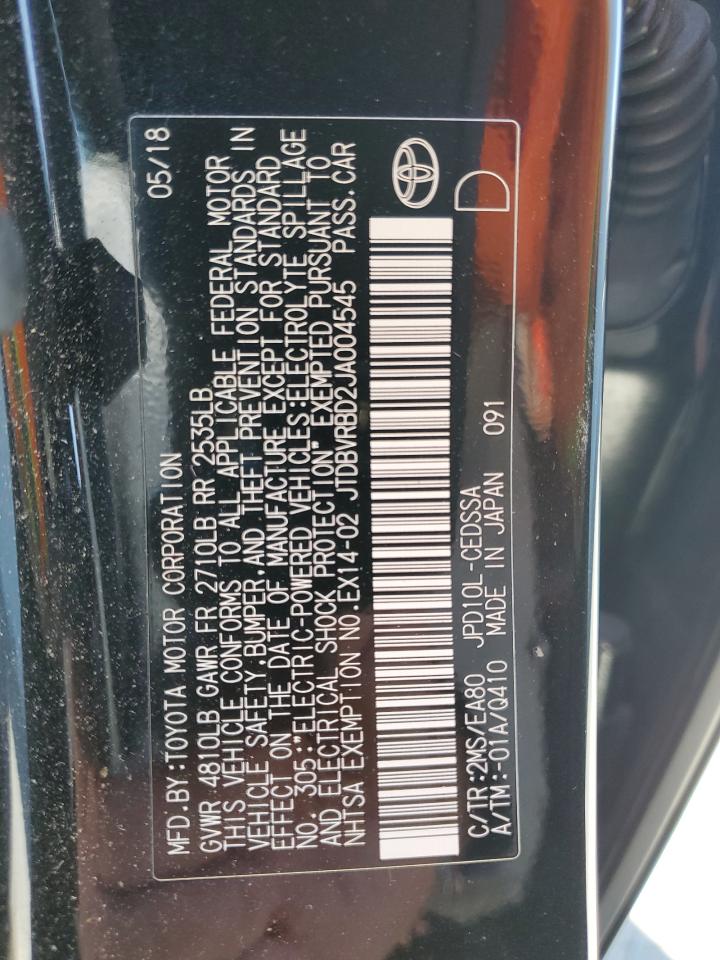 MFD.BY:TOYOTA MOTOR CORPORATION 05/18
GVWR 4810LB GAWR FR 2710LB RR 2535LB
THIS VEHICLE CONFORMS TO ALL APPLICABLE FEDERAL MOTOR
VEHICLE SAFETY,BUMPER,AND THEFT PREVENTION STANDARDS IN
EFFECT ON THE DATE OF MANUFACTURE EXCEPT FOR STANDARD
NO. 305:"ELECTRIC-POWERED VEHICLES:ELECTROLYTE SPILLAGE
AND ELECTRICAL SHOCK PROTECTION" EXEMPTED PURSUANT TO
NHTSA EXEMPTION NO.EX14-02 JTDBVRBD2JA004545 PASS.CAR
C/TR:2MS/EA80 JPD10L-CEDSSA
A/TM:-01A/Q410 MADE IN JAPAN 091
D